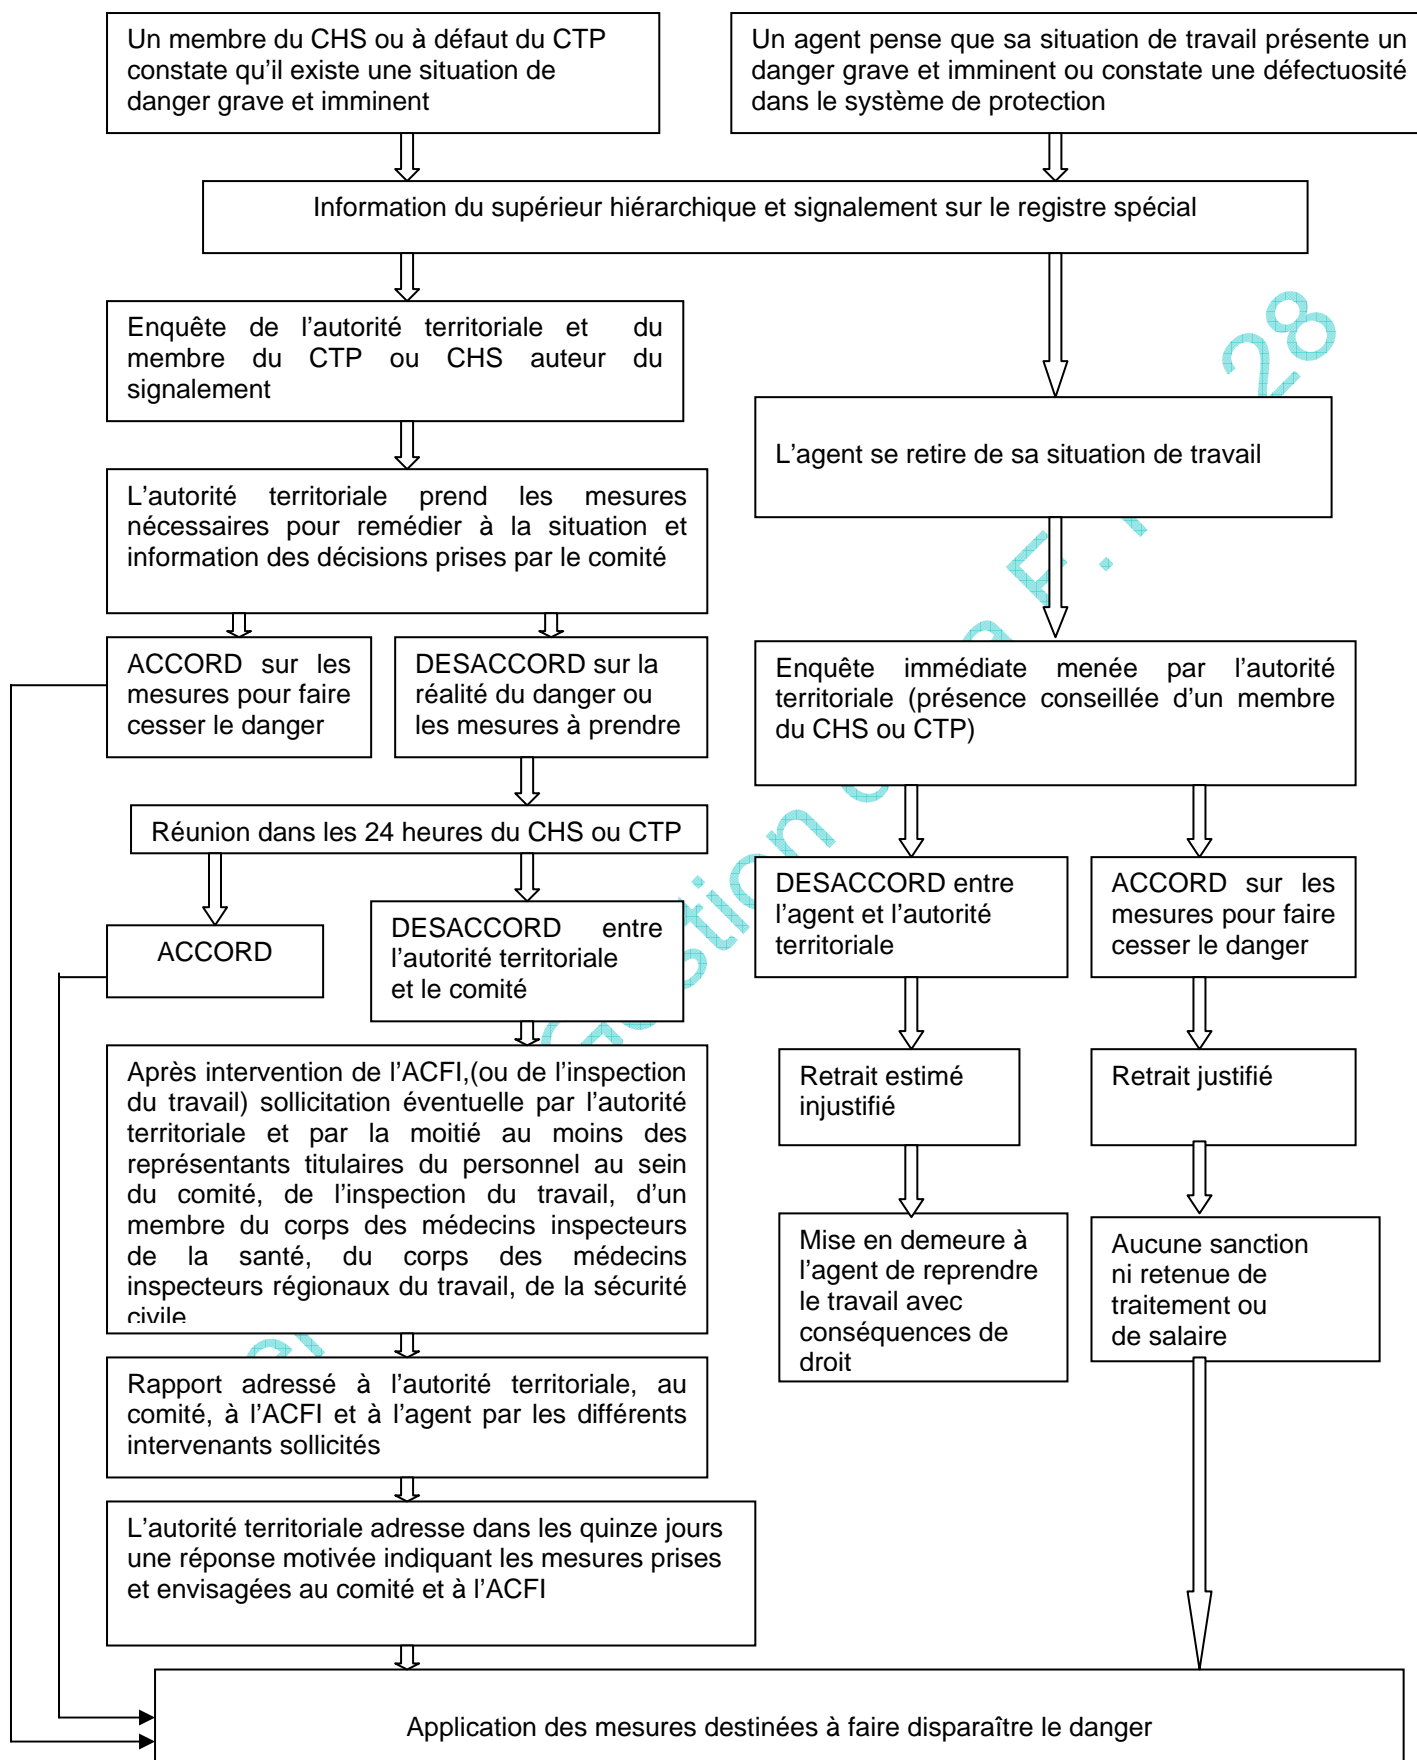 Un membre du CHS ou à défaut du CTP
constate qu'il existe une situation de
danger grave et imminent
Un agent pense que sa situation de travail présente un
danger grave et imminent ou constate une défectuosité
dans le système de protection
Information du supérieur hiérarchique et signalement sur le registre spécial
Enquête de l'autorité territoriale et du
membre du CTP ou CHS auteur du
signalement
L'autorité territoriale prend les mesures
nécessaires pour remédier à la situation et
information des décisions prises par le comité
ACCORD sur les
mesures pour faire
cesser le danger
DESACCORD sur la
réalité du danger ou
les mesures à prendre
Réunion dans les 24 heures du CHS ou CTP
ACCORD
DESACCORD entre
l'autorité territoriale
et le comité
Après intervention de l'ACFI,(ou de l'inspection
du travail) sollicitation éventuelle par l'autorité
territoriale et par la moitié au moins des
représentants titulaires du personnel au sein
du comité, de l'inspection du travail, d'un
membre du corps des médecins inspecteurs
de la santé, du corps des médecins
inspecteurs régionaux du travail, de la sécurité
civile
Rapport adressé à l'autorité territoriale, au
comité, à l'ACFI et à l'agent par les différents
intervenants sollicités
L'autorité territoriale adresse dans les quinze jours
une réponse motivée indiquant les mesures prises
et envisagées au comité et à l'ACFI
L'agent se retire de sa situation de travail
Enquête immédiate menée par l'autorité
territoriale (présence conseillée d'un membre
du CHS ou CTP)
DESACCORD entre
l'agent et l'autorité
territoriale
ACCORD sur les
mesures pour faire
cesser le danger
Retrait estimé
injustifié
Retrait justifié
Mise en demeure à
l'agent de reprendre
le travail avec
conséquences de
droit
Aucune sanction
ni retenue de
traitement ou
de salaire
Application des mesures destinées à faire disparaître le danger
28